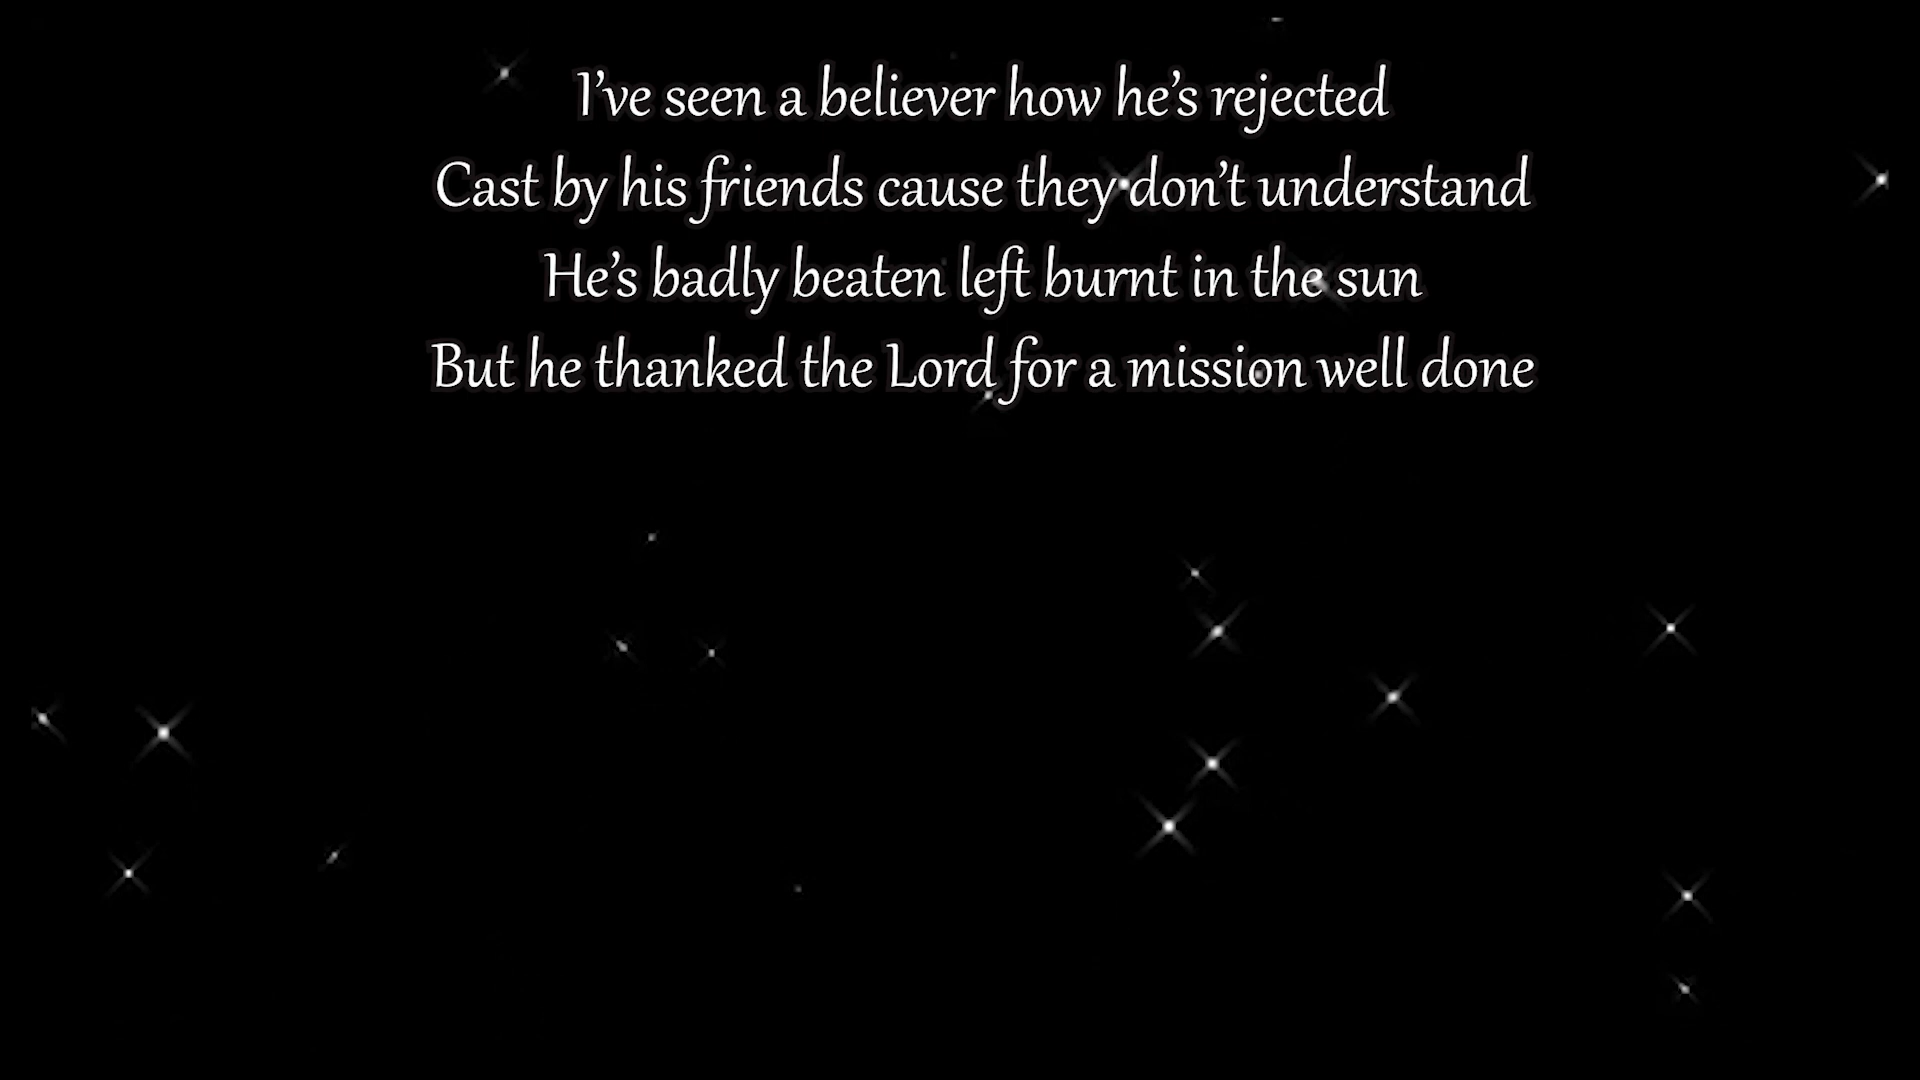 I’ve seen a believer how he’s rejected
Cast by his friends cause they don’t understand
He’s badly beaten left burnt in the sun
But he thanked the Lord for a mission well done